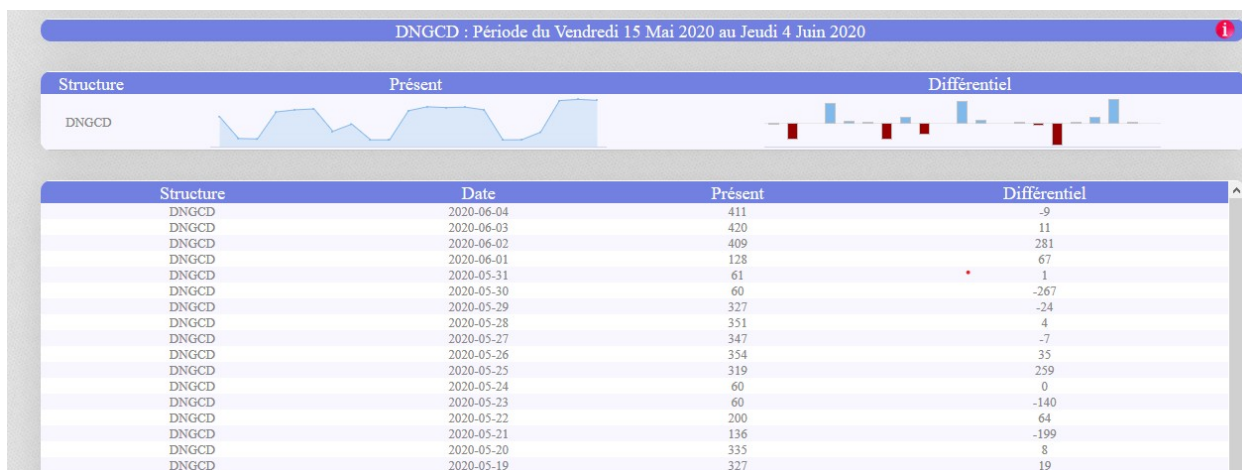 DNGCD : Période du Vendredi 15 Mai 2020 au Jeudi 4 Juin 2020
i
Structure Présent Différentiel
DNGCD
Structure Date Présent Différentiel
DNGCD 2020-06-04 411 -9
DNGCD 2020-06-03 420 11
DNGCD 2020-06-02 409 281
DNGCD 2020-06-01 128 67
DNGCD 2020-05-31 61 1
DNGCD 2020-05-30 60 -267
DNGCD 2020-05-29 327 -24
DNGCD 2020-05-28 351 4
DNGCD 2020-05-27 347 -7
DNGCD 2020-05-26 354 35
DNGCD 2020-05-25 319 259
DNGCD 2020-05-24 60 0
DNGCD 2020-05-23 60 -140
DNGCD 2020-05-22 200 64
DNGCD 2020-05-21 136 -199
DNGCD 2020-05-20 335 8
DNGCD 2020-05-19 327 19